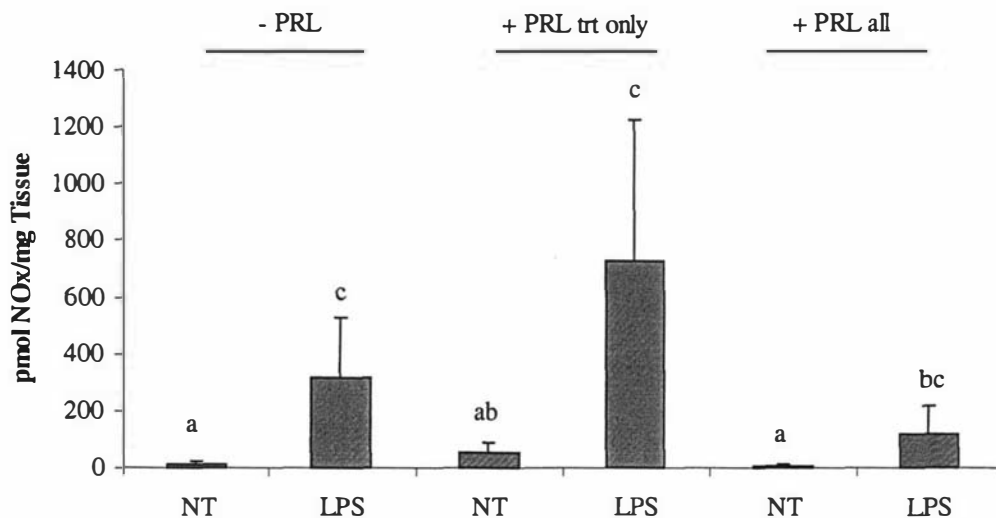 - PRL + PRL trt only + PRL all
1400
1200
1000
800
600
400
200
0
pmol NOx/mg Tissue
a c ab c a bc
NT LPS NT LPS NT LPS